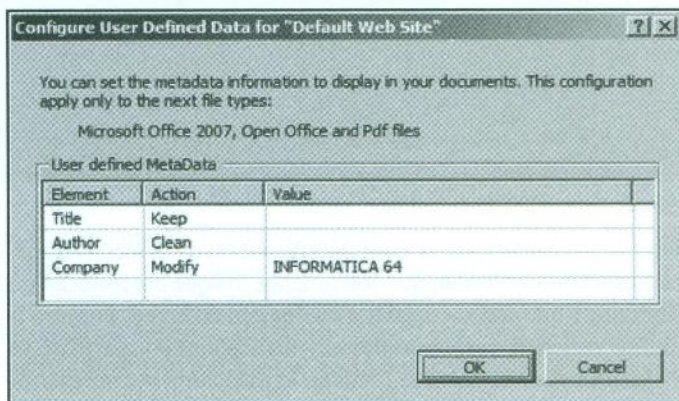 Configure User Defined Data for "Default Web Site"
You can set the metadata information to display in your documents. This configuration
apply only to the next file types:
Microsoft Office 2007, Open Office and Pdf files
User defined MetaData
Element Action Value
Title Keep
Author Clean
Company Modify INFORMATICA 64
OK Cancel